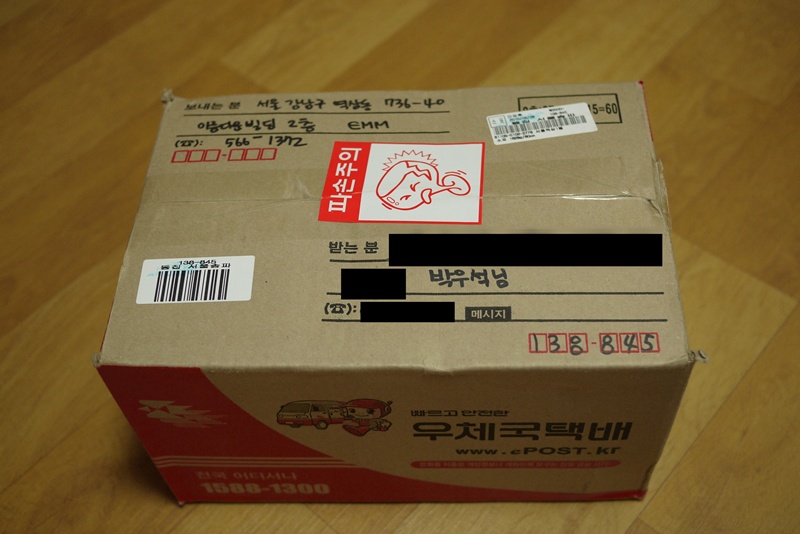 보내는 분 서울 강남구 역삼동 736-40
아름다운빌딩 2층 EMM
(☎): 566-1372
파손주의
받는 분
박우석님
(☎):
메시지
138-845
138-845
빠르고 안전한
우체국택배
www.ePOST.kr
전국 어디서나
1588-1300